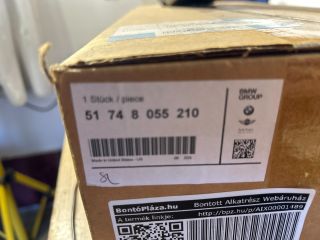 1 Stück / piece
51 74 8 055 210
BMW
GROUP
Made in United States - US
BontóPláza.hu
A termék linkje:
Bontott Alkatrész Webáruház
http://bpz.hu/p/AIX00001489